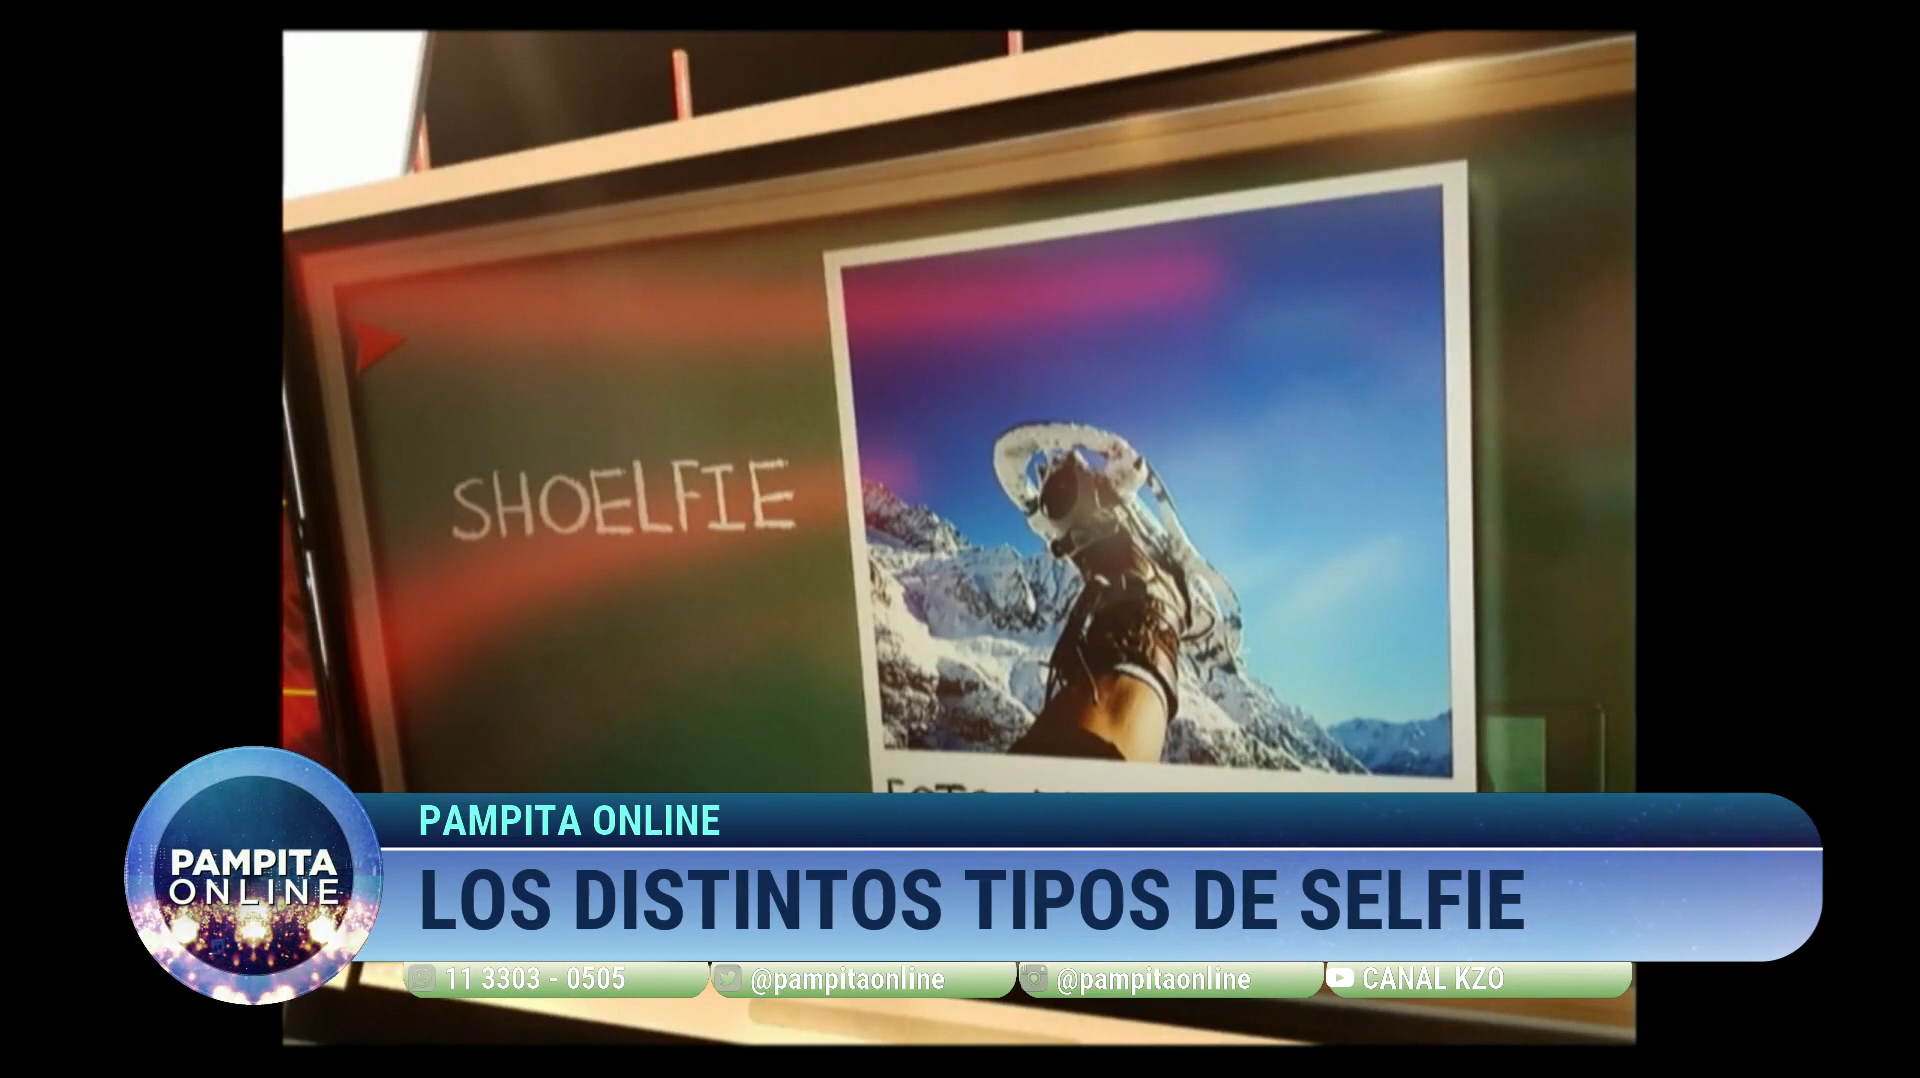 SHOELFIE
PAMPITA ONLINE
LOS DISTINTOS TIPOS DE SELFIE
PAMPITA
ONLINE
11 3303 - 0505
@pampitaonline
@pampitaonline
CANAL KZO